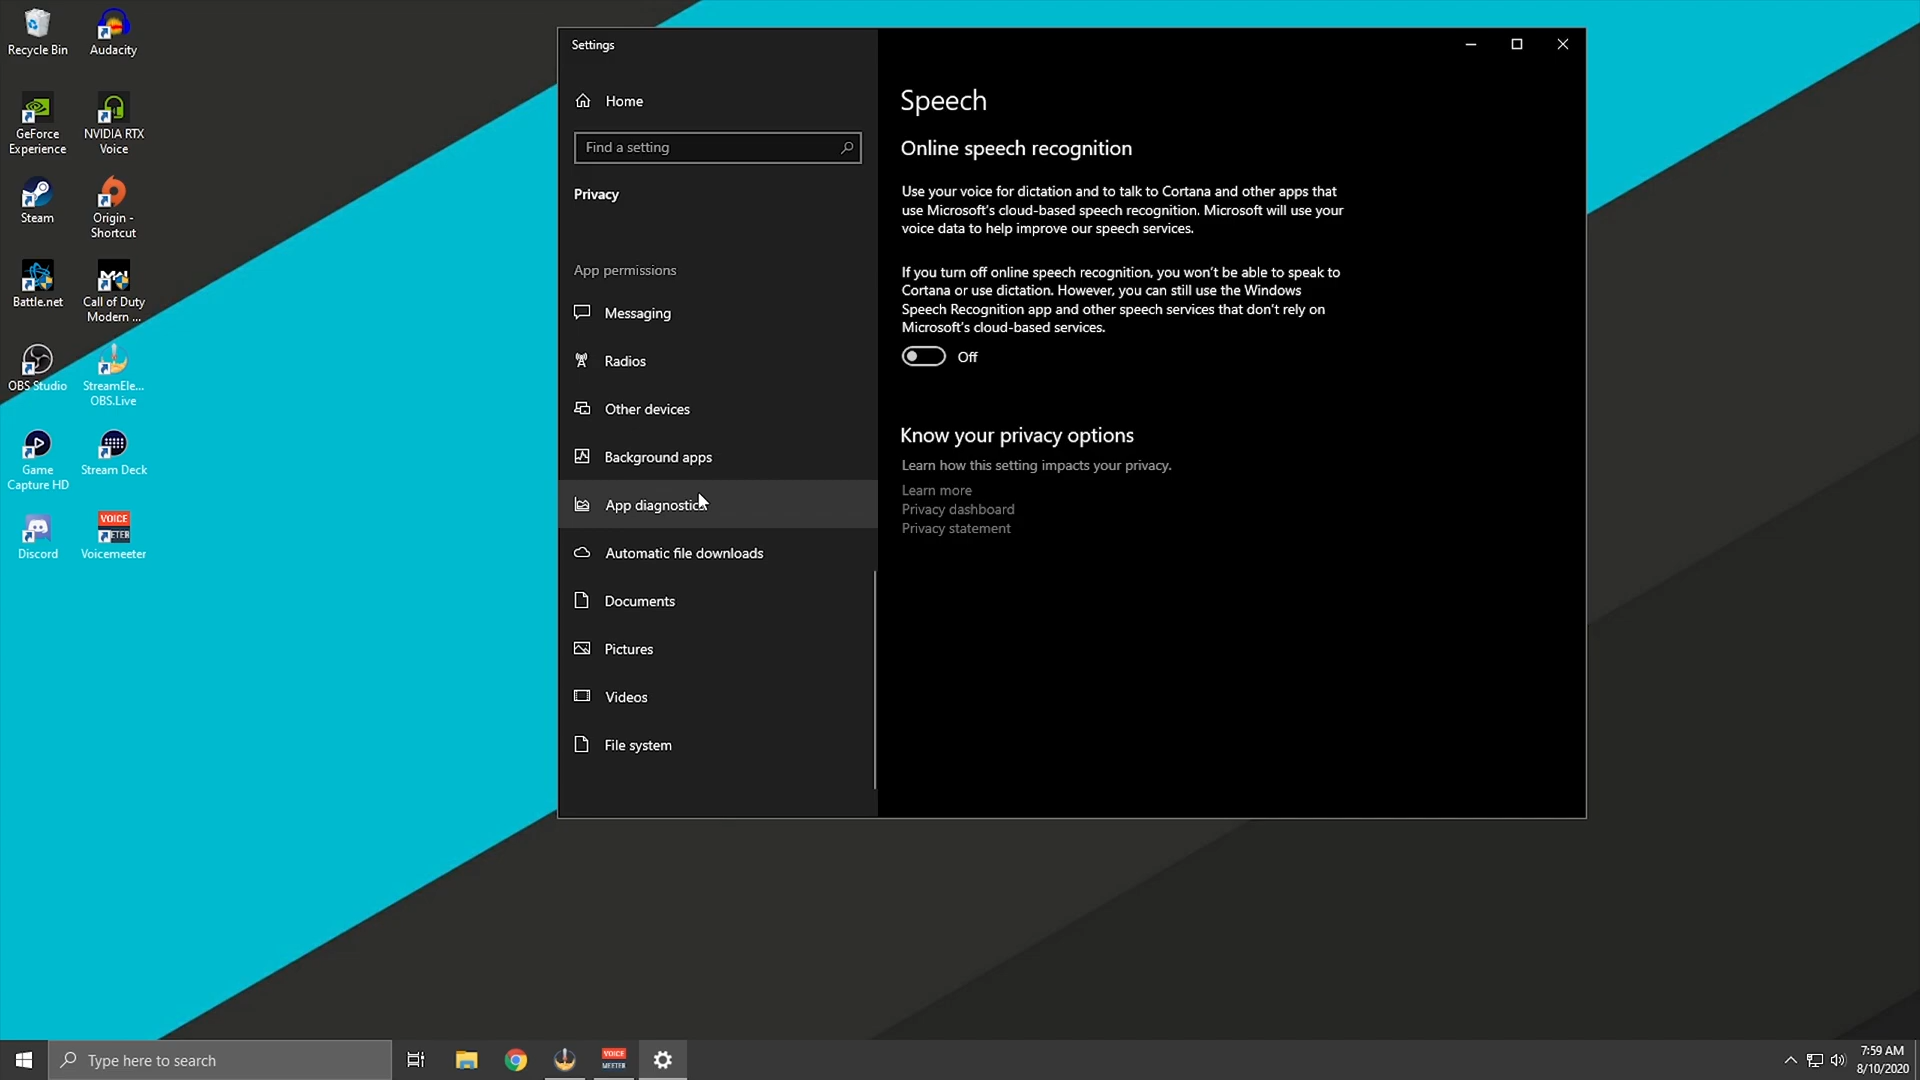 Recycle Bin
Audacity
GeForce
Experience
NVIDIA RTX
Voice
Steam
Origin -
Shortcut
Battle.net
Call of Duty
Modern ...
OBS Studio
StreamEle...
OBS.Live
Game
Capture HD
Stream Deck
Discord
VOICE
METER
Voicemeeter
Settings
Home
Find a setting
Privacy
App permissions
Messaging
Radios
Other devices
Background apps
App diagnostics
Automatic file downloads
Documents
Pictures
Videos
File system
Speech
Online speech recognition
Use your voice for dictation and to talk to Cortana and other apps that
use Microsoft's cloud-based speech recognition. Microsoft will use your
voice data to help improve our speech services.
If you turn off online speech recognition, you won't be able to speak to
Cortana or use dictation. However, you can still use the Windows
Speech Recognition app and other speech services that don't rely on
Microsoft's cloud-based services.
Off
Know your privacy options
Learn how this setting impacts your privacy.
Learn more
Privacy dashboard
Privacy statement
Type here to search
VOICE
MEETER
7:59 AM
8/10/2020